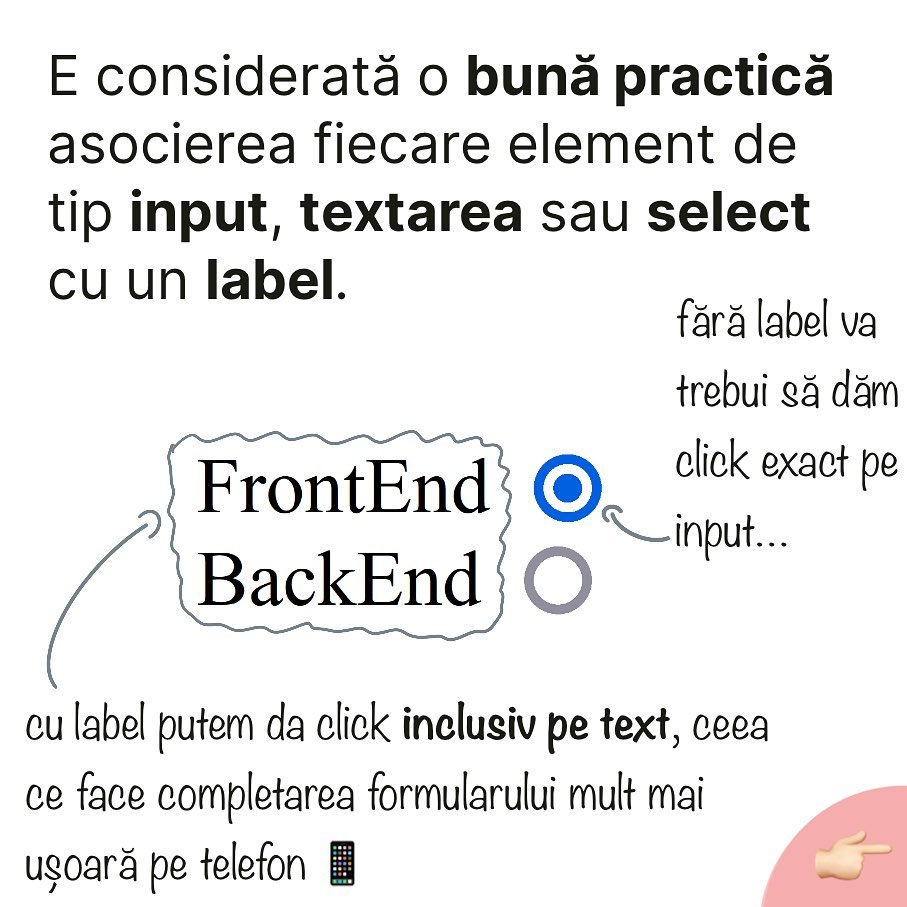 E considerată o bună practică
asocierea fiecare element de
tip input, textarea sau select
cu un label.
fără label va
trebui să dăm
click exact pe
input...
FrontEnd
BackEnd
cu label putem da click inclusiv pe text, ceea
ce face completarea formularului mult mai
ușoară pe telefon 📱